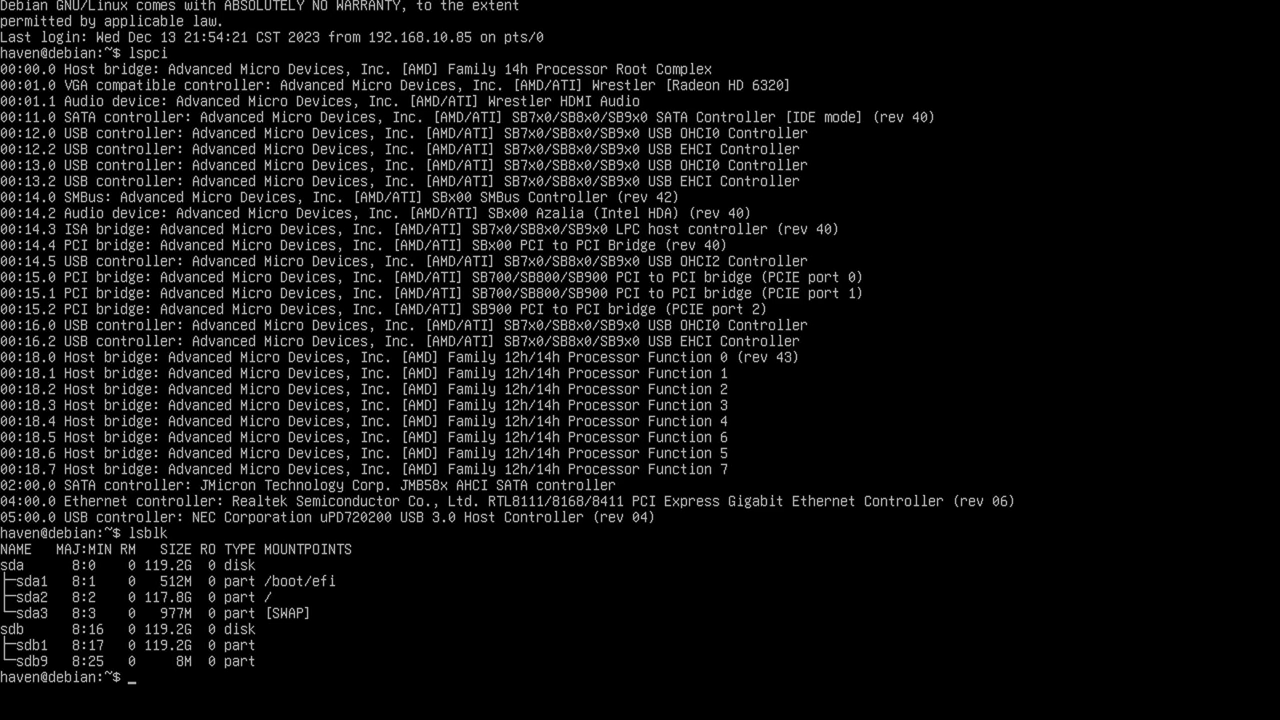 Debian GNU/Linux comes with ABSOLUTELY NO WARRANTY, to the extent
permitted by applicable law.
Last login: Wed Dec 13 21:54:21 CST 2023 from 192.168.10.85 on pts/0
haven@debian:~$ lspci
00:00.0 Host bridge: Advanced Micro Devices, Inc. [AMD] Family 14h Processor Root Complex
00:01.0 VGA compatible controller: Advanced Micro Devices, Inc. [AMD/ATI] Wrestler [Radeon HD 6320]
00:01.1 Audio device: Advanced Micro Devices, Inc. [AMD/ATI] Wrestler HDMI Audio
00:11.0 SATA controller: Advanced Micro Devices, Inc. [AMD/ATI] SB7x0/SB8x0/SB9x0 SATA Controller [IDE mode] (rev 40)
00:12.0 USB controller: Advanced Micro Devices, Inc. [AMD/ATI] SB7x0/SB8x0/SB9x0 USB OHCI0 Controller
00:12.2 USB controller: Advanced Micro Devices, Inc. [AMD/ATI] SB7x0/SB8x0/SB9x0 USB EHCI Controller
00:13.0 USB controller: Advanced Micro Devices, Inc. [AMD/ATI] SB7x0/SB8x0/SB9x0 USB OHCI0 Controller
00:13.2 USB controller: Advanced Micro Devices, Inc. [AMD/ATI] SB7x0/SB8x0/SB9x0 USB EHCI Controller
00:14.0 SMBus: Advanced Micro Devices, Inc. [AMD/ATI] SBx00 SMBus Controller (rev 42)
00:14.2 Audio device: Advanced Micro Devices, Inc. [AMD/ATI] SBx00 Azalia (Intel HDA) (rev 40)
00:14.3 ISA bridge: Advanced Micro Devices, Inc. [AMD/ATI] SB7x0/SB8x0/SB9x0 LPC host controller (rev 40)
00:14.4 PCI bridge: Advanced Micro Devices, Inc. [AMD/ATI] SBx00 PCI to PCI Bridge (rev 40)
00:14.5 USB controller: Advanced Micro Devices, Inc. [AMD/ATI] SB7x0/SB8x0/SB9x0 USB OHCI2 Controller
00:15.0 PCI bridge: Advanced Micro Devices, Inc. [AMD/ATI] SB700/SB800/SB900 PCI to PCI bridge (PCIE port 0)
00:15.1 PCI bridge: Advanced Micro Devices, Inc. [AMD/ATI] SB700/SB800/SB900 PCI to PCI bridge (PCIE port 1)
00:15.2 PCI bridge: Advanced Micro Devices, Inc. [AMD/ATI] SB900 PCI to PCI bridge (PCIE port 2)
00:16.0 USB controller: Advanced Micro Devices, Inc. [AMD/ATI] SB7x0/SB8x0/SB9x0 USB OHCI0 Controller
00:16.2 USB controller: Advanced Micro Devices, Inc. [AMD/ATI] SB7x0/SB8x0/SB9x0 USB EHCI Controller
00:18.0 Host bridge: Advanced Micro Devices, Inc. [AMD] Family 12h/14h Processor Function 0 (rev 43)
00:18.1 Host bridge: Advanced Micro Devices, Inc. [AMD] Family 12h/14h Processor Function 1
00:18.2 Host bridge: Advanced Micro Devices, Inc. [AMD] Family 12h/14h Processor Function 2
00:18.3 Host bridge: Advanced Micro Devices, Inc. [AMD] Family 12h/14h Processor Function 3
00:18.4 Host bridge: Advanced Micro Devices, Inc. [AMD] Family 12h/14h Processor Function 4
00:18.5 Host bridge: Advanced Micro Devices, Inc. [AMD] Family 12h/14h Processor Function 6
00:18.6 Host bridge: Advanced Micro Devices, Inc. [AMD] Family 12h/14h Processor Function 5
00:18.7 Host bridge: Advanced Micro Devices, Inc. [AMD] Family 12h/14h Processor Function 7
02:00.0 SATA controller: JMicron Technology Corp. JMB58x AHCI SATA controller
04:00.0 Ethernet controller: Realtek Semiconductor Co., Ltd. RTL8111/8168/8411 PCI Express Gigabit Ethernet Controller (rev 06)
05:00.0 USB controller: NEC Corporation uPD720200 USB 3.0 Host Controller (rev 04)
haven@debian:~$ lsblk
NAME   MAJ:MIN RM   SIZE RO TYPE MOUNTPOINTS
sda      8:0    0 119.2G  0 disk
├─sda1   8:1    0   512M  0 part /boot/efi
├─sda2   8:2    0 117.8G  0 part /
└─sda3   8:3    0   977M  0 part [SWAP]
sdb      8:16   0 119.2G  0 disk
├─sdb1   8:17   0 119.2G  0 part
└─sdb9   8:25   0     8M  0 part
haven@debian:~$ _